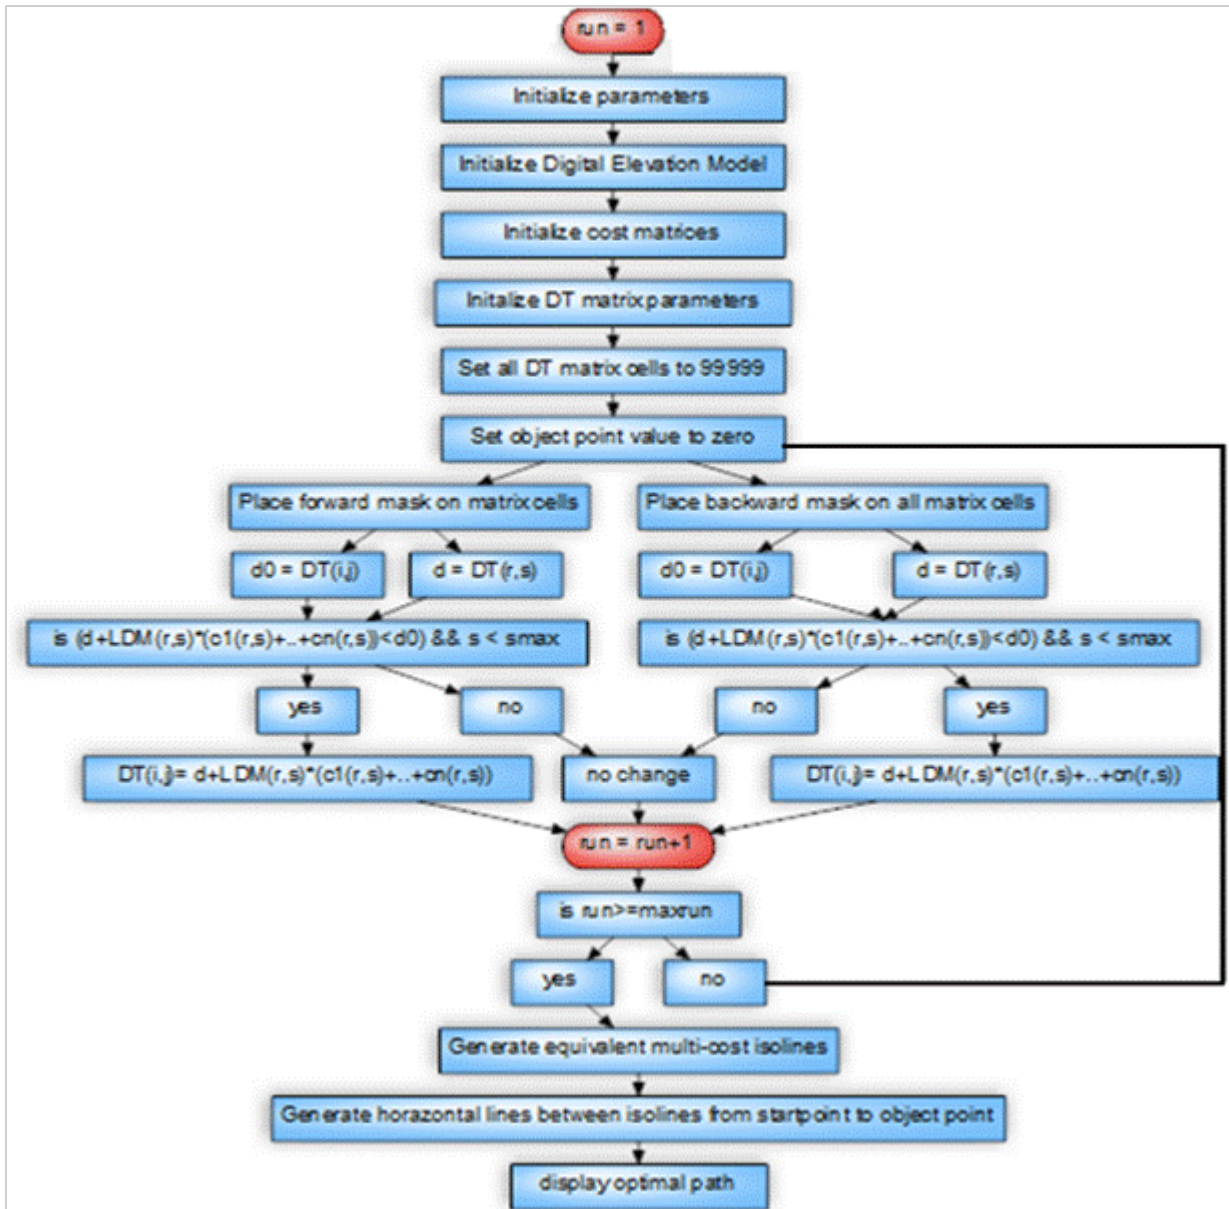 run = 1
Initialize parameters
Initialize Digital Elevation Model
Initialize cost matrices
Initalize DT matrix parameters
Set all DT matrix cells to 99999
Set object point value to zero
Place forward mask on matrix cells
Place backward mask on all matrix cells
d0 = DT(i,j)
d = DT(r,s)
d0 = DT(i,j)
d = DT(r,s)
is (d+LDM(r,s)*(c1(r,s)+..+cn(r,s))<d0) && s < smax
is (d+LDM(r,s)*(c1(r,s)+..+cn(r,s))<d0) && s < smax
yes
no
no
yes
DT(i,j)= d+LDM(r,s)*(c1(r,s)+..+cn(r,s))
no change
DT(i,j)= d+LDM(r,s)*(c1(r,s)+..+cn(r,s))
run = run+1
is run>=maxrun
yes
no
Generate equivalent multi-cost isolines
Generate horazontal lines between isolines from startpoint to object point
display optimal path